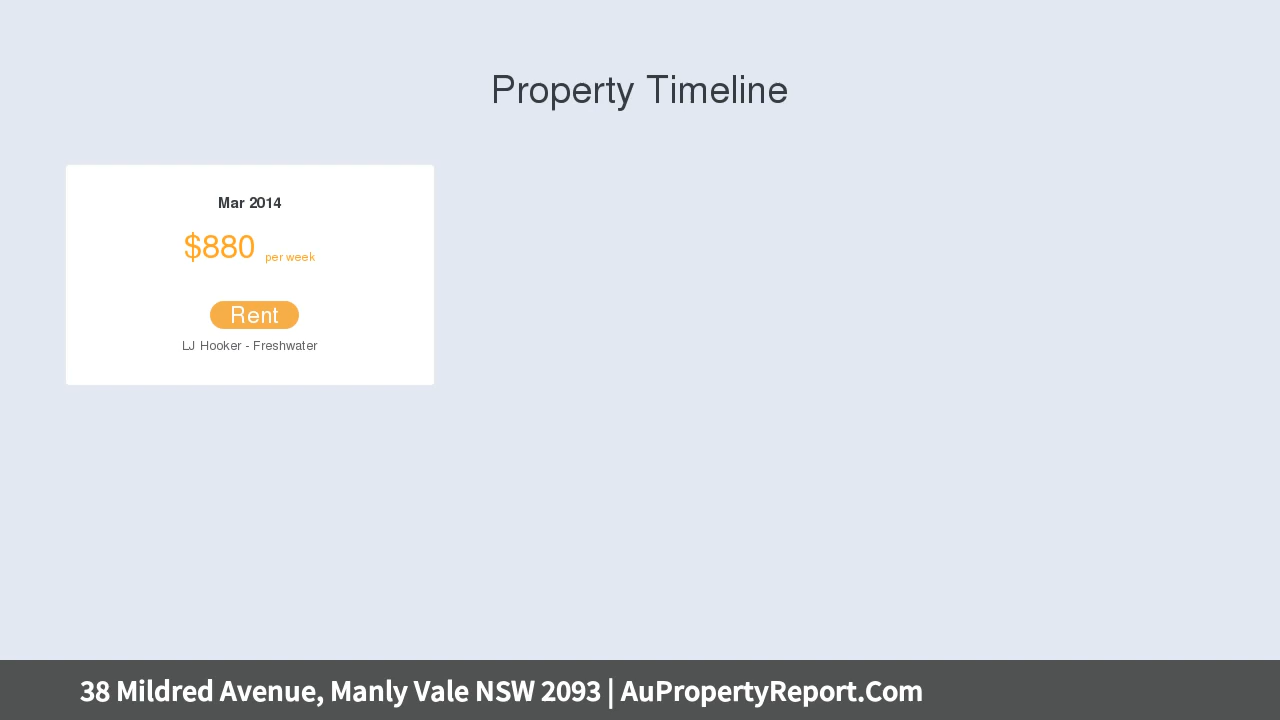 Property Timeline
Mar 2014
$880 per week
Rent
LJ Hooker - Freshwater
38 Mildred Avenue, Manly Vale NSW 2093 | AuPropertyReport.Com